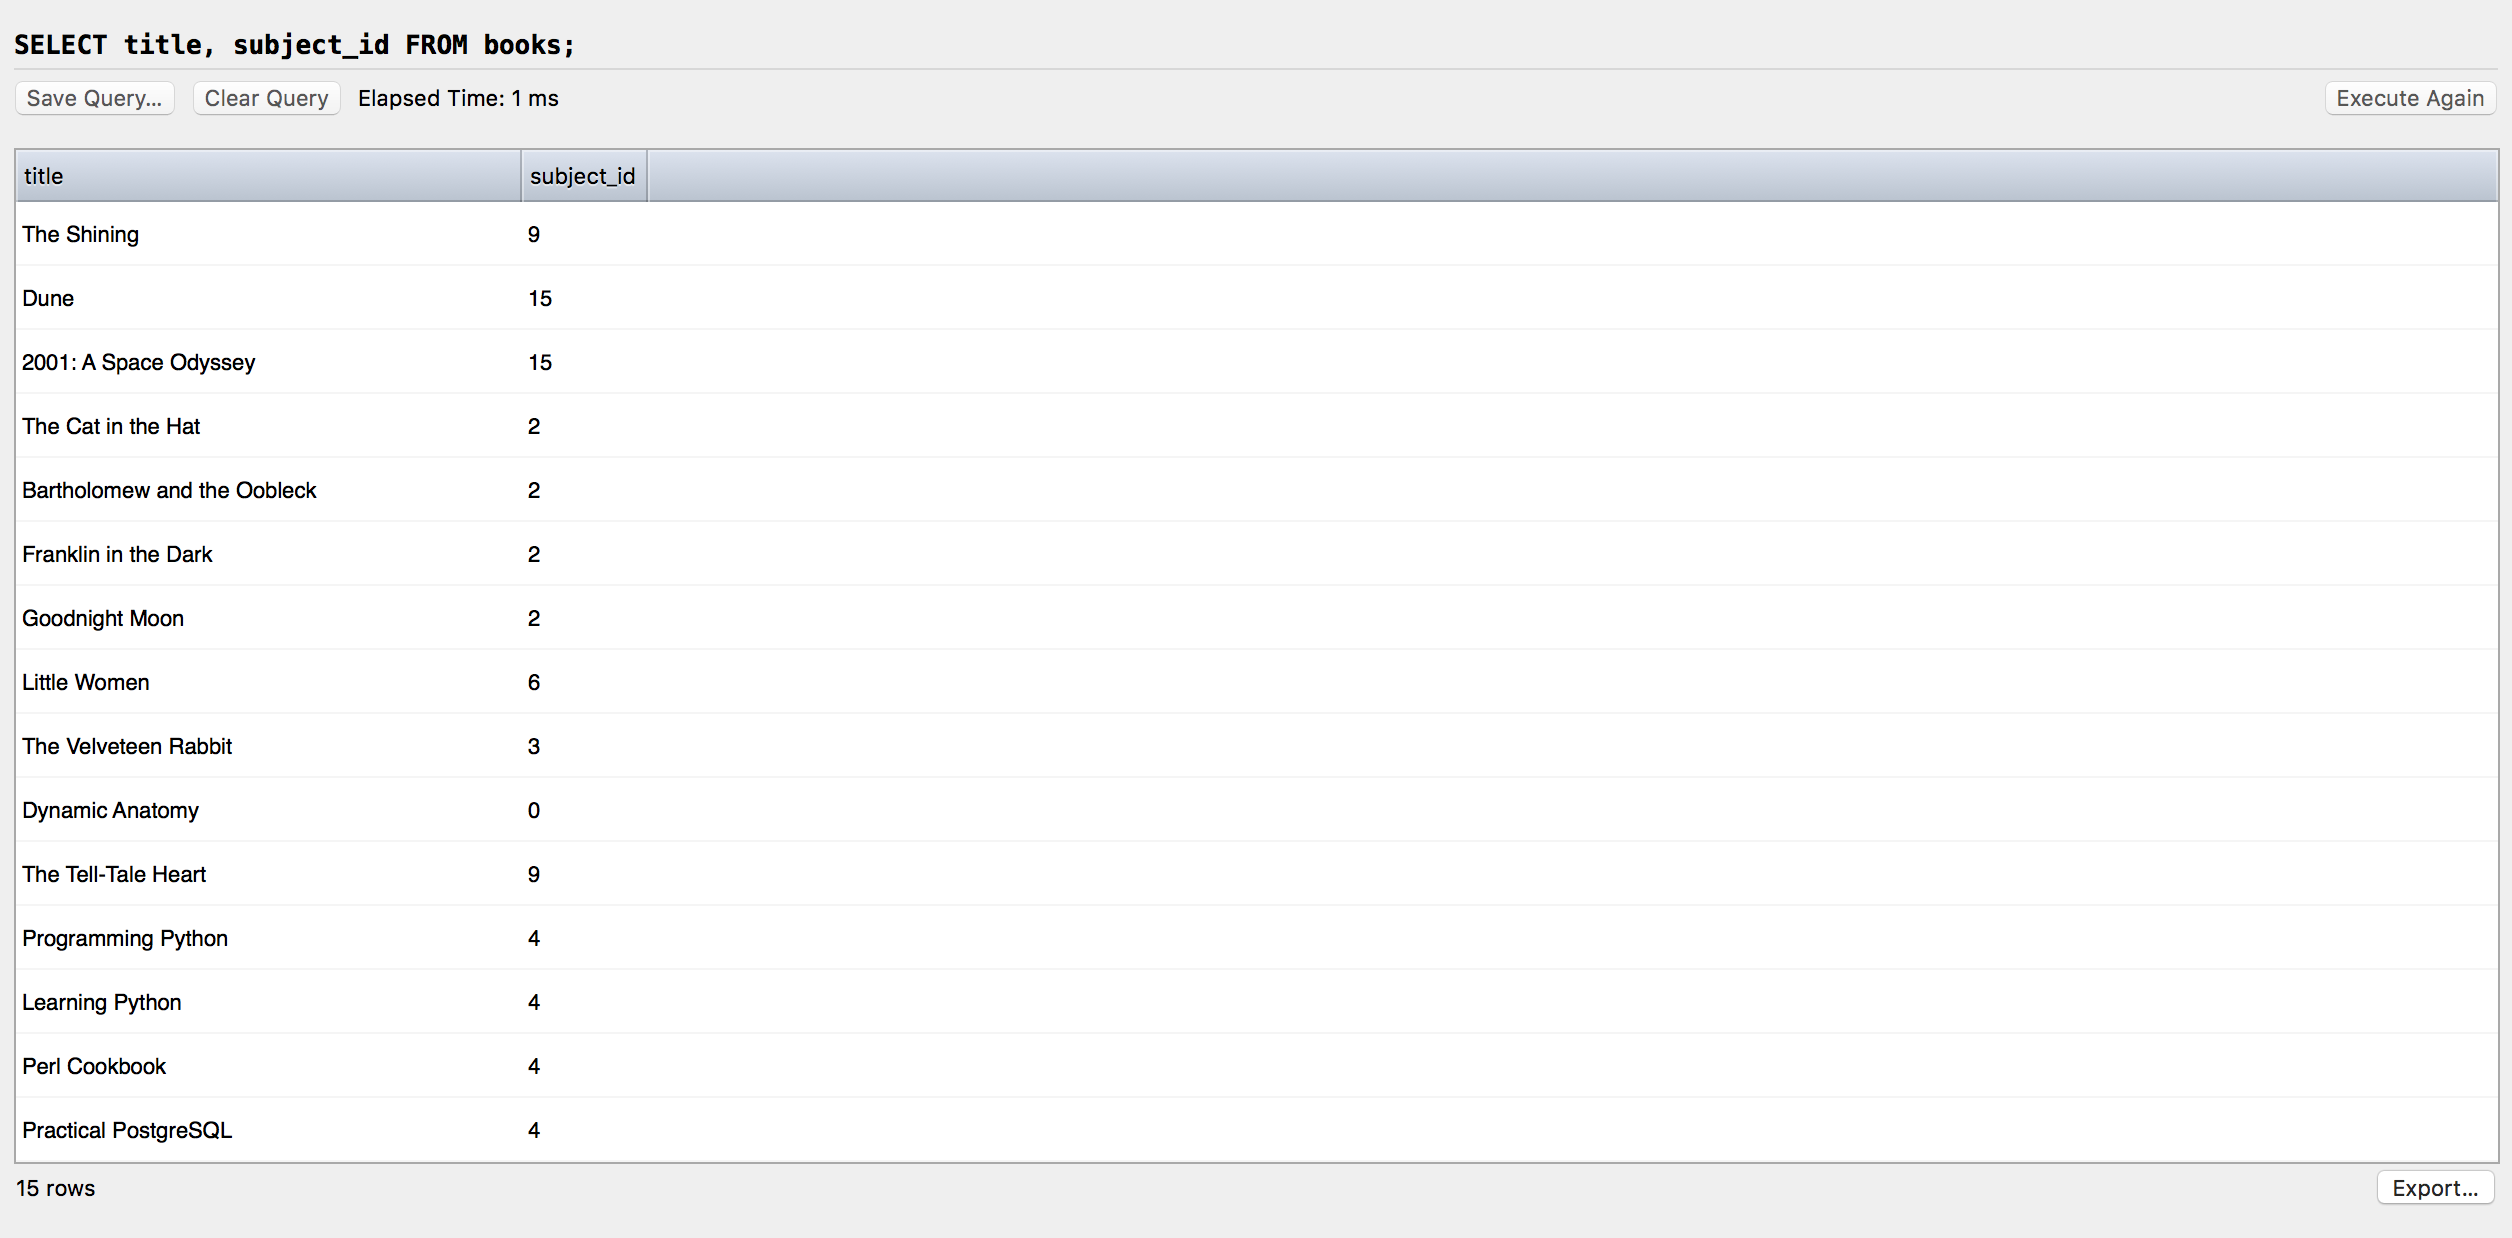 SELECT title, subject_id FROM books;
Save Query... Clear Query Elapsed Time: 1 ms Execute Again
title subject_id
The Shining 9
Dune 15
2001: A Space Odyssey 15
The Cat in the Hat 2
Bartholomew and the Oobleck 2
Franklin in the Dark 2
Goodnight Moon 2
Little Women 6
The Velveteen Rabbit 3
Dynamic Anatomy 0
The Tell-Tale Heart 9
Programming Python 4
Learning Python 4
Perl Cookbook 4
Practical PostgreSQL 4
15 rows Export...